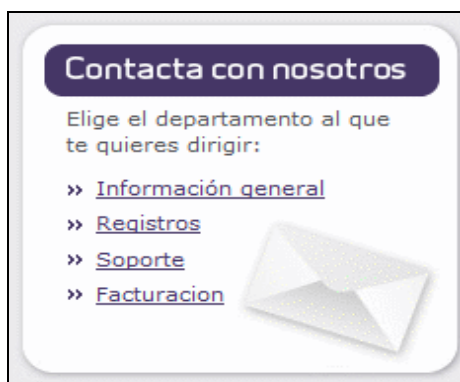 Contacta con nosotros
Elige el departamento al que
te quieres dirigir:
›› Información general
›› Registros
›› Soporte
›› Facturacion